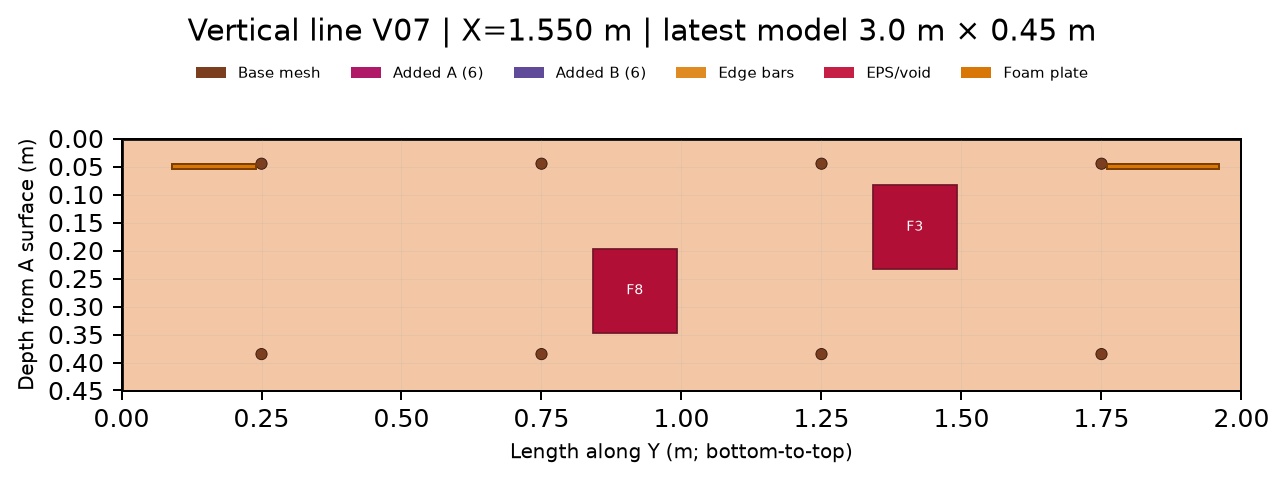 Vertical line V07 | X=1.550 m | latest model 3.0 m × 0.45 m
Base mesh Added A (6) Added B (6) Edge bars EPS/void Foam plate
Depth from A surface (m)
0.00
0.05
0.10
0.15
0.20
0.25
0.30
0.35
0.40
0.45
F3
F8
0.00 0.25 0.50 0.75 1.00 1.25 1.50 1.75 2.00
Length along Y (m; bottom-to-top)